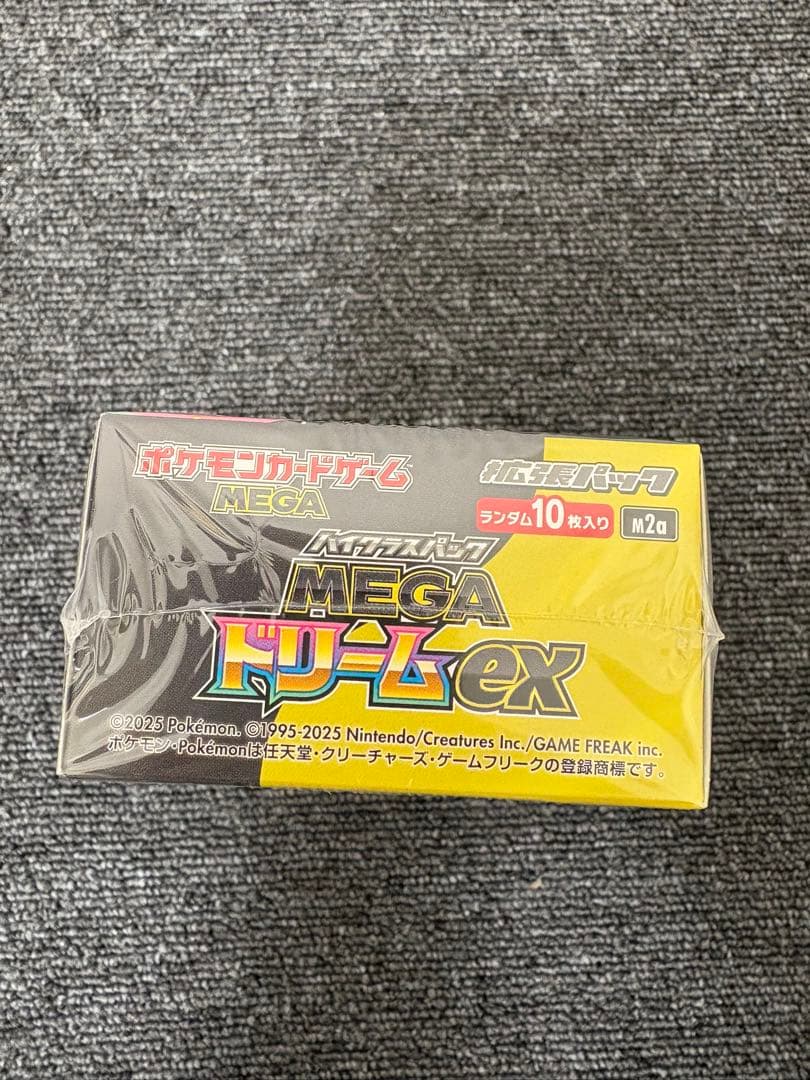 ポケモンカードゲーム
MEGA
拡張パック
ランダム10枚入り
M2a
ハイクラスパック
MEGA
ドリームex
©2025 Pokémon. ©1995-2025 Nintendo/Creatures Inc./GAME FREAK inc.
ポケモン・Pokémonは任天堂・クリーチャーズ・ゲームフリークの登録商標です。